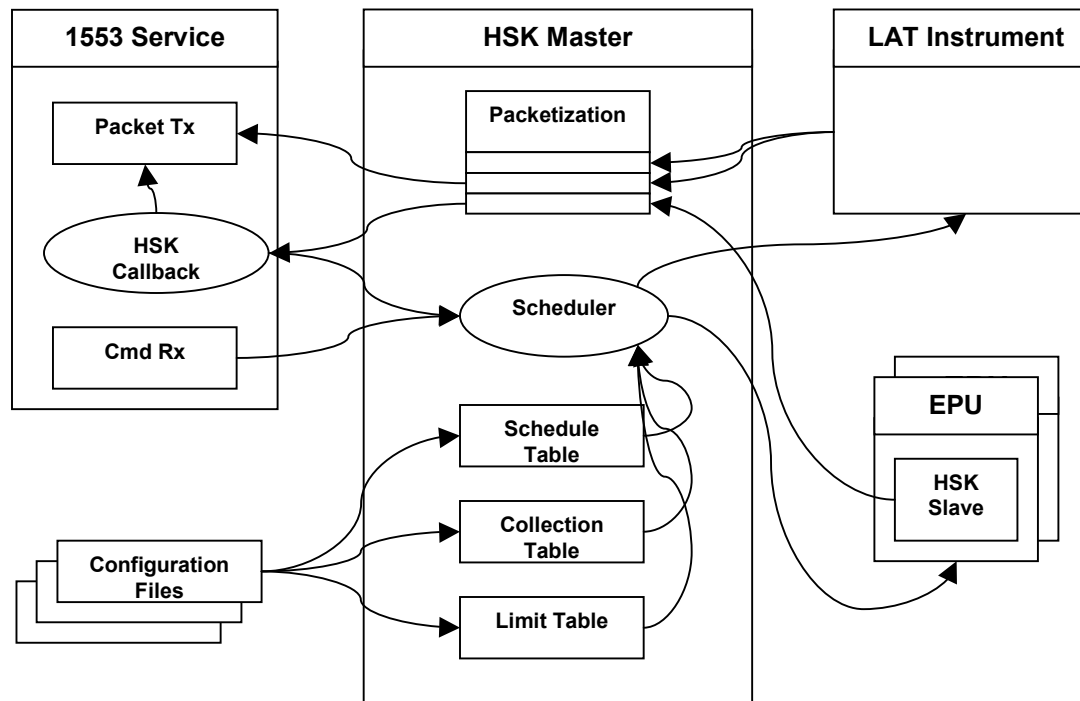 1553 Service
HSK Master
LAT Instrument
Packet Tx
Packetization
HSK
Callback
Scheduler
Cmd Rx
Schedule
Table
EPU
HSK
Slave
Collection
Table
Configuration
Files
Limit Table